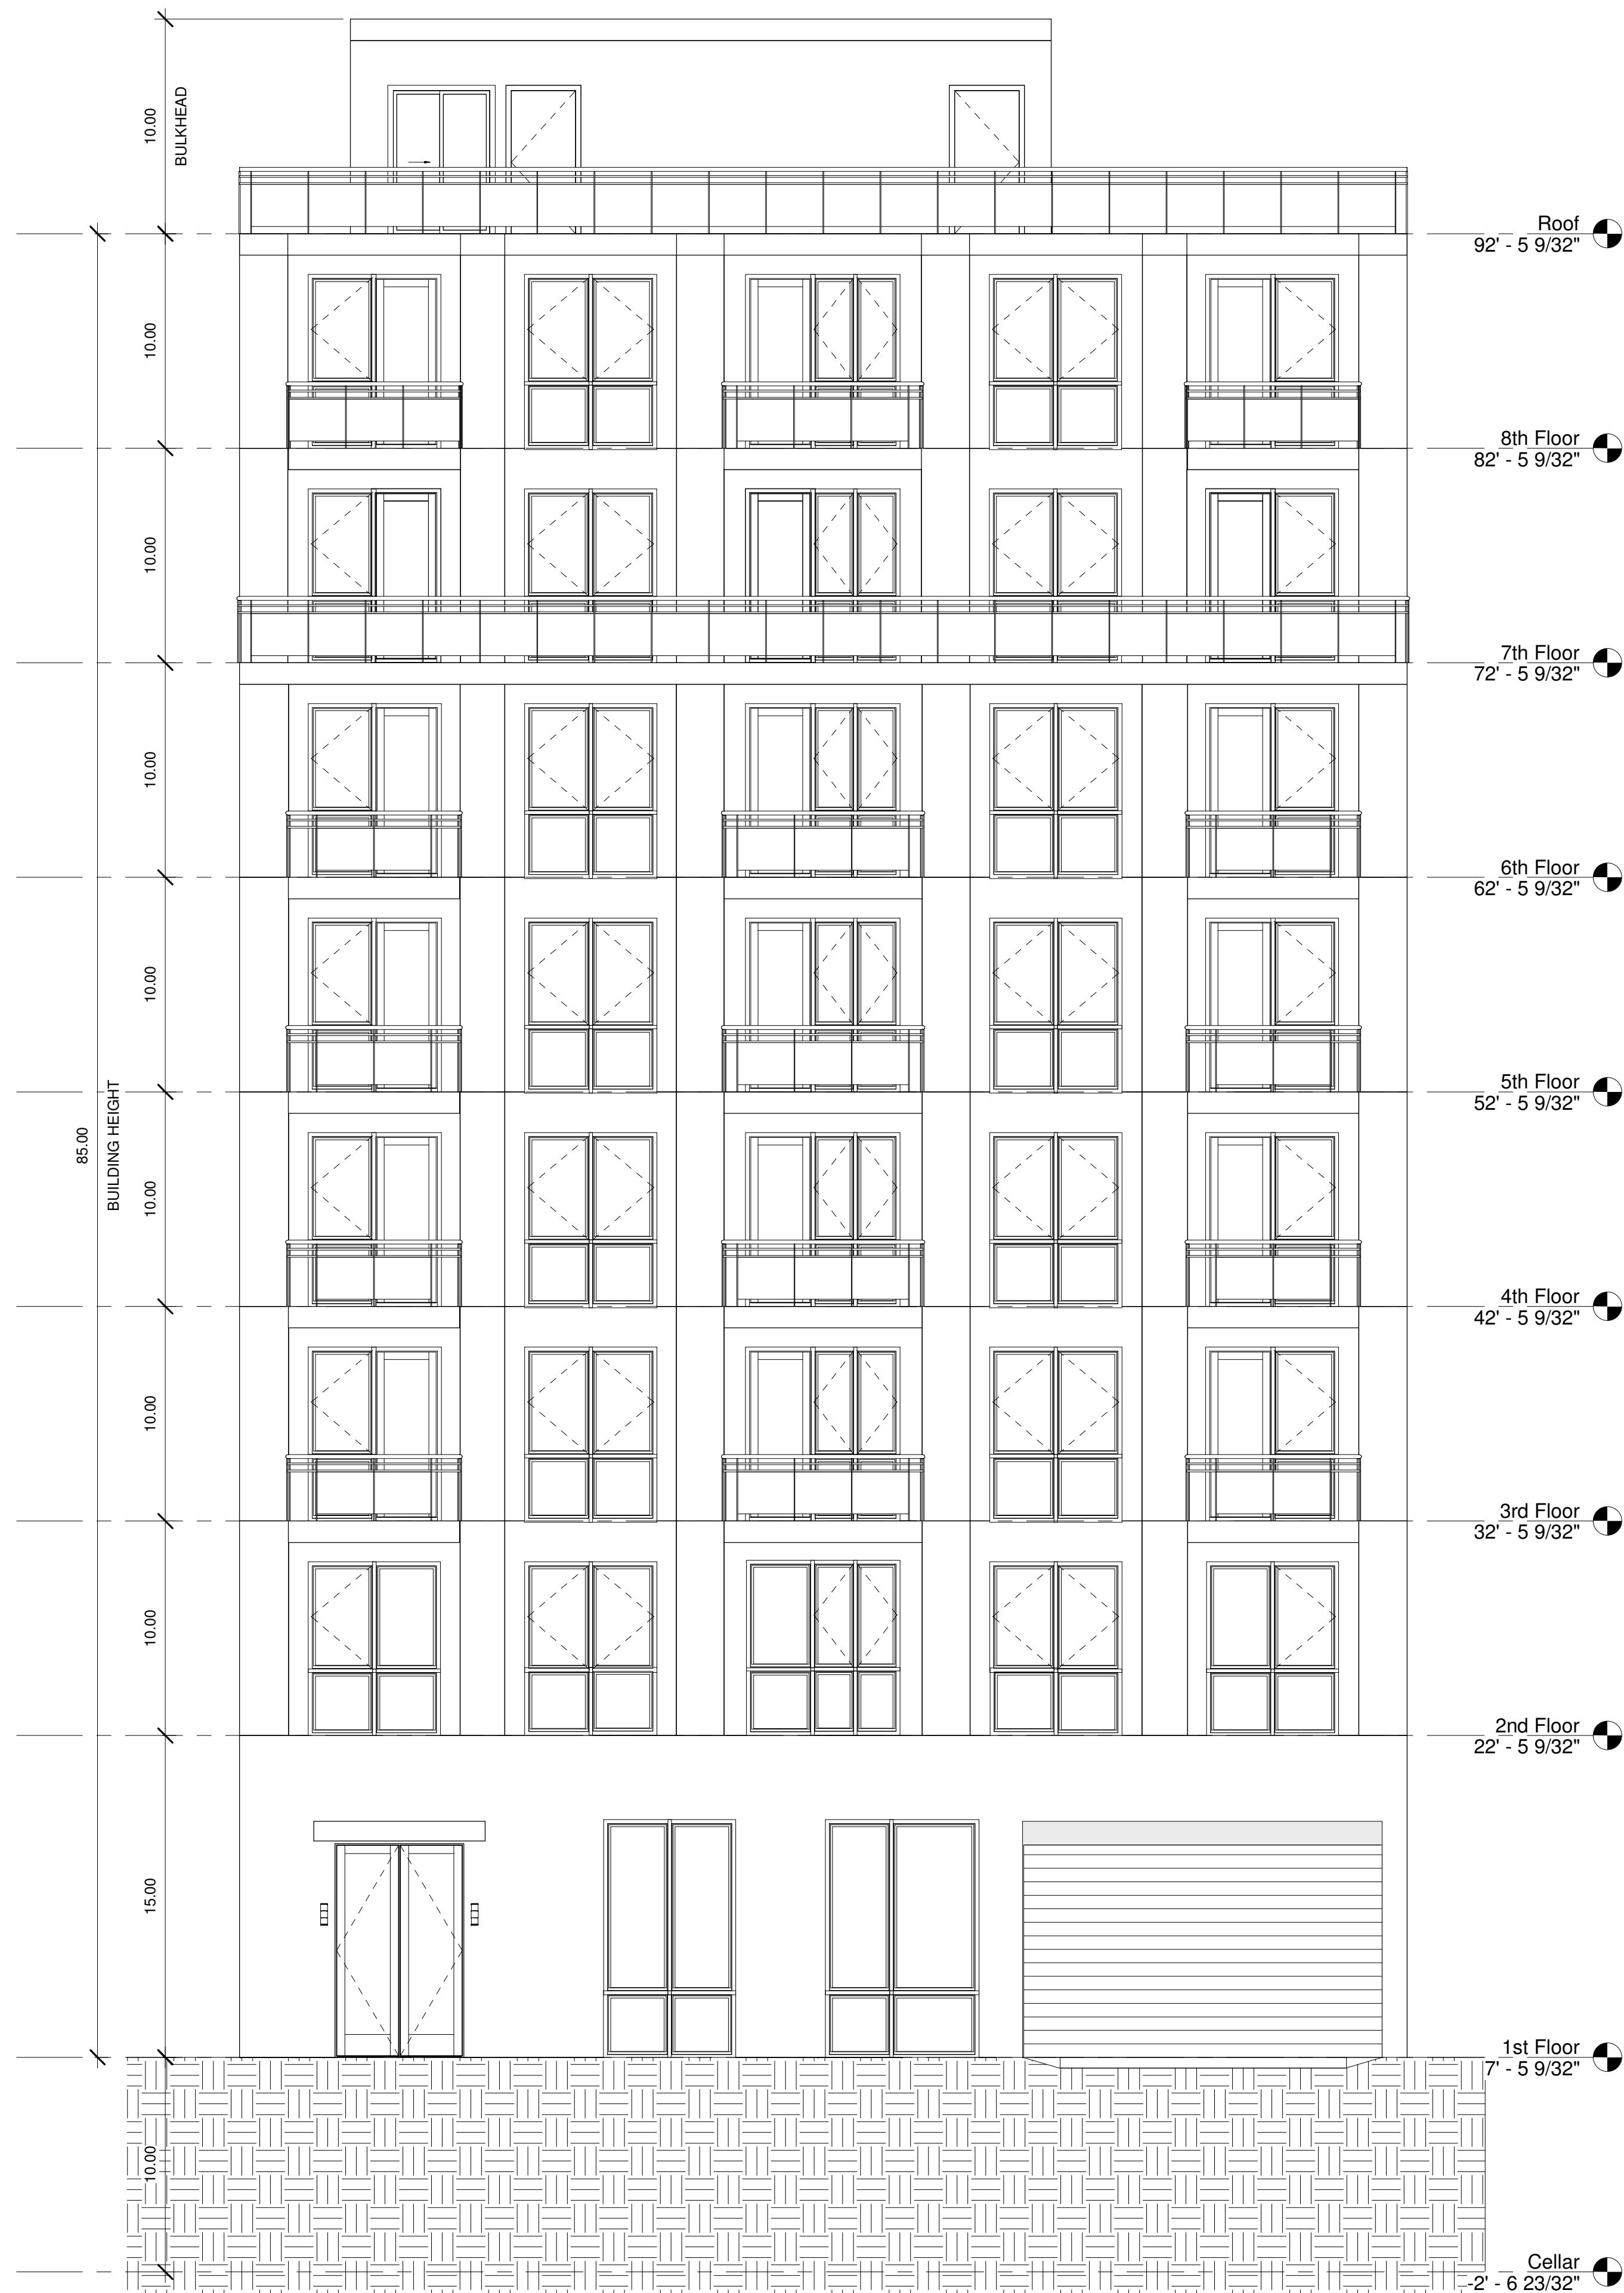 10.00
BULKHEAD
Roof
92' - 5 9/32"
10.00
8th Floor
82' - 5 9/32"
10.00
7th Floor
72' - 5 9/32"
10.00
6th Floor
62' - 5 9/32"
10.00
5th Floor
52' - 5 9/32"
85.00
BUILDING HEIGHT
10.00
4th Floor
42' - 5 9/32"
10.00
3rd Floor
32' - 5 9/32"
10.00
2nd Floor
22' - 5 9/32"
15.00
1st Floor
7' - 5 9/32"
10.00
Cellar
-2' - 6 23/32"